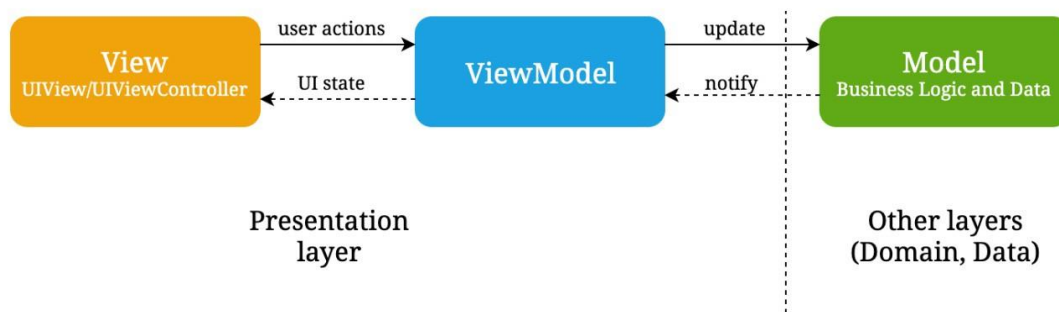 View
UIView/UIViewController
user actions
UI state
ViewModel
update
notify
Model
Business Logic and Data
Presentation
layer
Other layers
(Domain, Data)